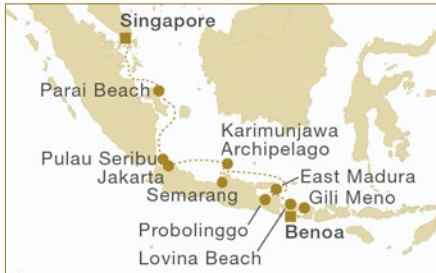 Singapore
Parai Beach
Karimunjawa
Archipelago
Pulau Seribu
Jakarta
East Madura
Semarang
Gili Meno
Probolinggo
Benoa
Lovina Beach